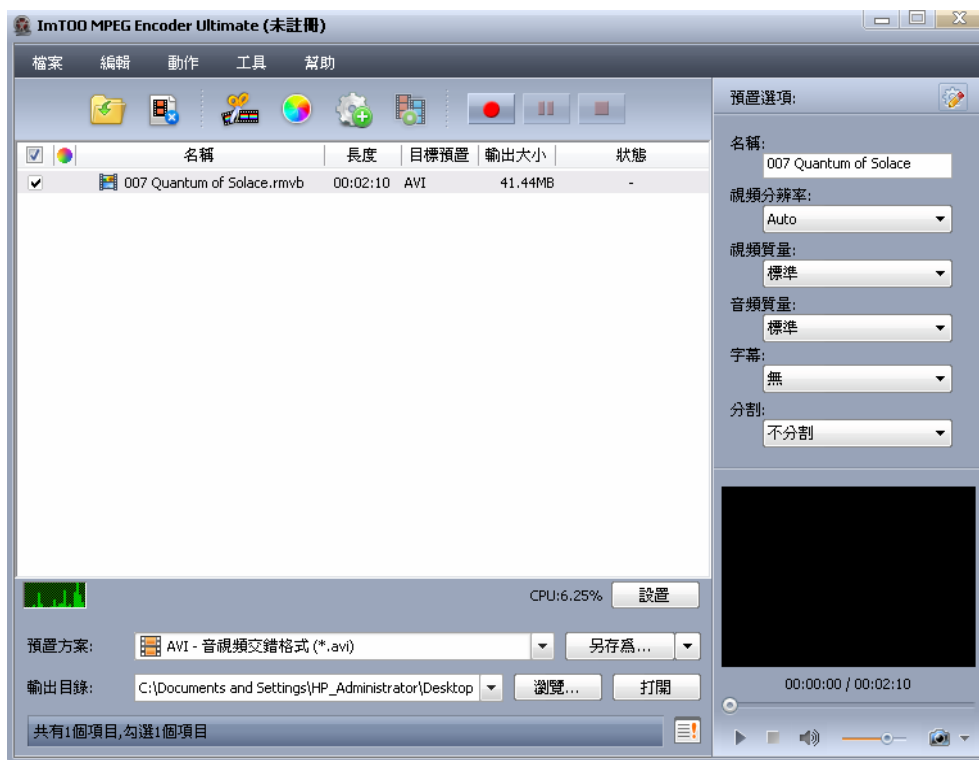 ImTOO MPEG Encoder Ultimate (未註冊)
檔案 編輯 動作 工具 幫助
名稱 長度 目標預置 輸出大小 狀態
007 Quantum of Solace.rmvb 00:02:10 AVI 41.44MB -
CPU:6.25% 設置
預置方案: AVI - 音視頻交錯格式 (*.avi) 另存爲...
輸出目錄: C:\Documents and Settings\HP_Administrator\Desktop 瀏覽... 打開
共有1個項目,勾選1個項目
預置選項:
名稱:
007 Quantum of Solace
視頻分辨率:
Auto
視頻質量:
標準
音頻質量:
標準
字幕:
無
分割:
不分割
00:00:00 / 00:02:10